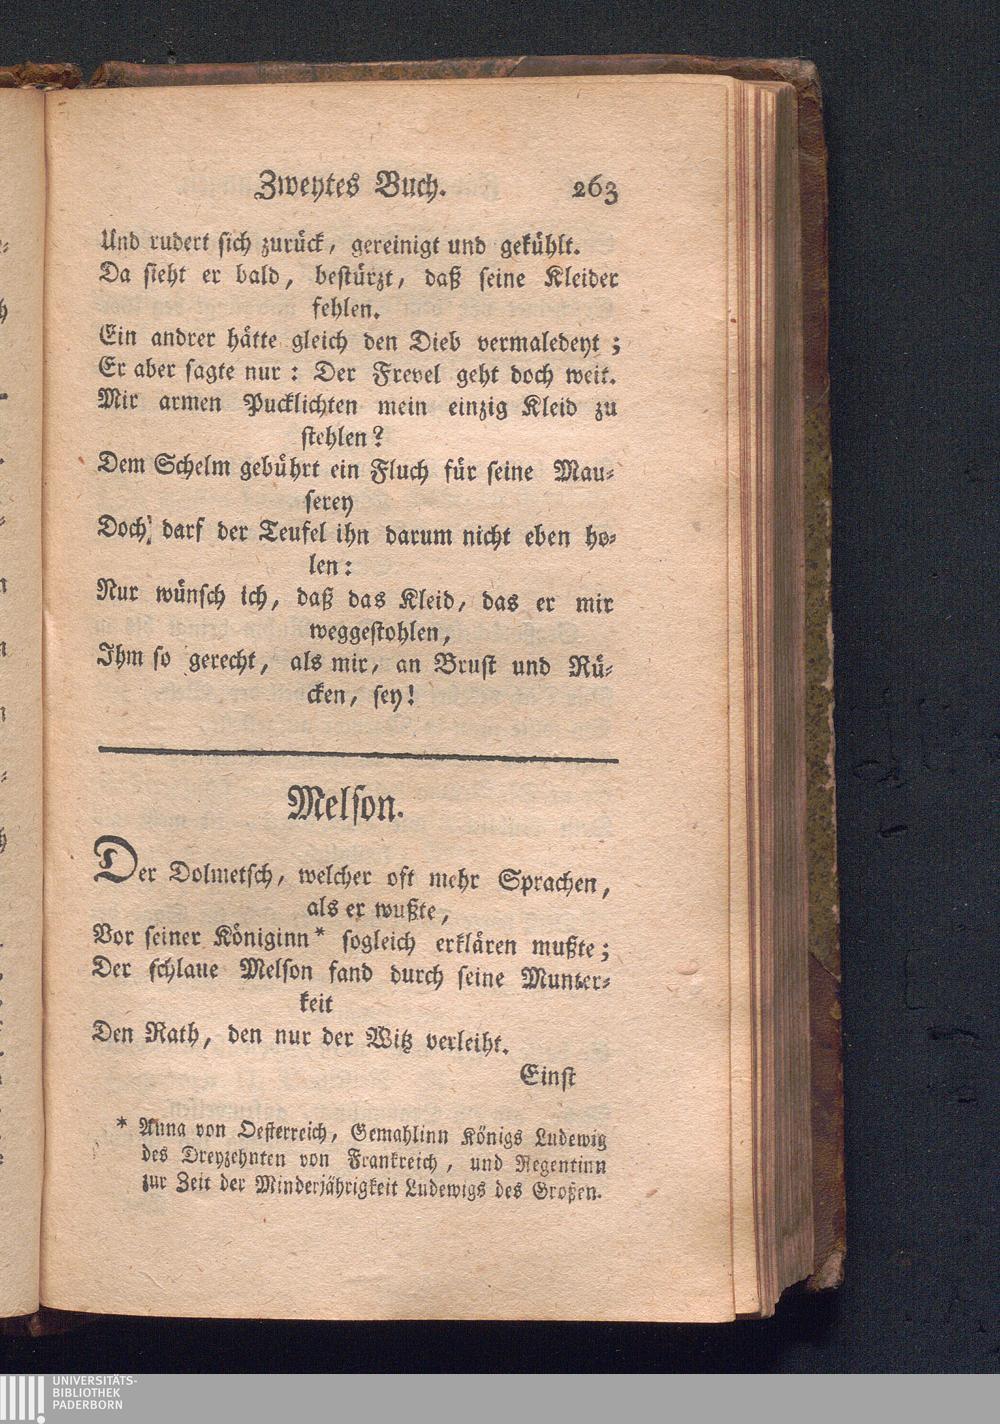 Zweytes Buch. 263
Und rudert sich zurück, gereinigt und gekühlt.
Da sieht er bald, bestürzt, daß seine Kleider
fehlen.
Ein andrer hätte gleich den Dieb vermaledeyt;
Er aber sagte nur: Der Frevel geht doch weit.
Mir armen Pucklichten mein einzig Kleid zu
stehlen?
Dem Schelm gebührt ein Fluch für seine Mau-
serey
Doch darf der Teufel ihn darum nicht eben ho-
len:
Nur wünsch ich, daß das Kleid, das er mir
weggestohlen,
Ihm so gerecht, als mir, an Brust und Rü-
cken, sey!
Melson.
Der Dolmetsch, welcher oft mehr Sprachen,
als er wußte,
Vor seiner Königinn* sogleich erklären mußte;
Der schlaue Melson fand durch seine Munter-
keit
Den Rath, den nur der Witz verleiht.
Einst
* Anna von Oesterreich, Gemahlinn Königs Ludewig
des Dreyzehnten von Frankreich, und Regentinn
zur Zeit der Minderjährigkeit Ludewigs des Großen.
UNIVERSITÄTS-
BIBLIOTHEK
PADERBORN